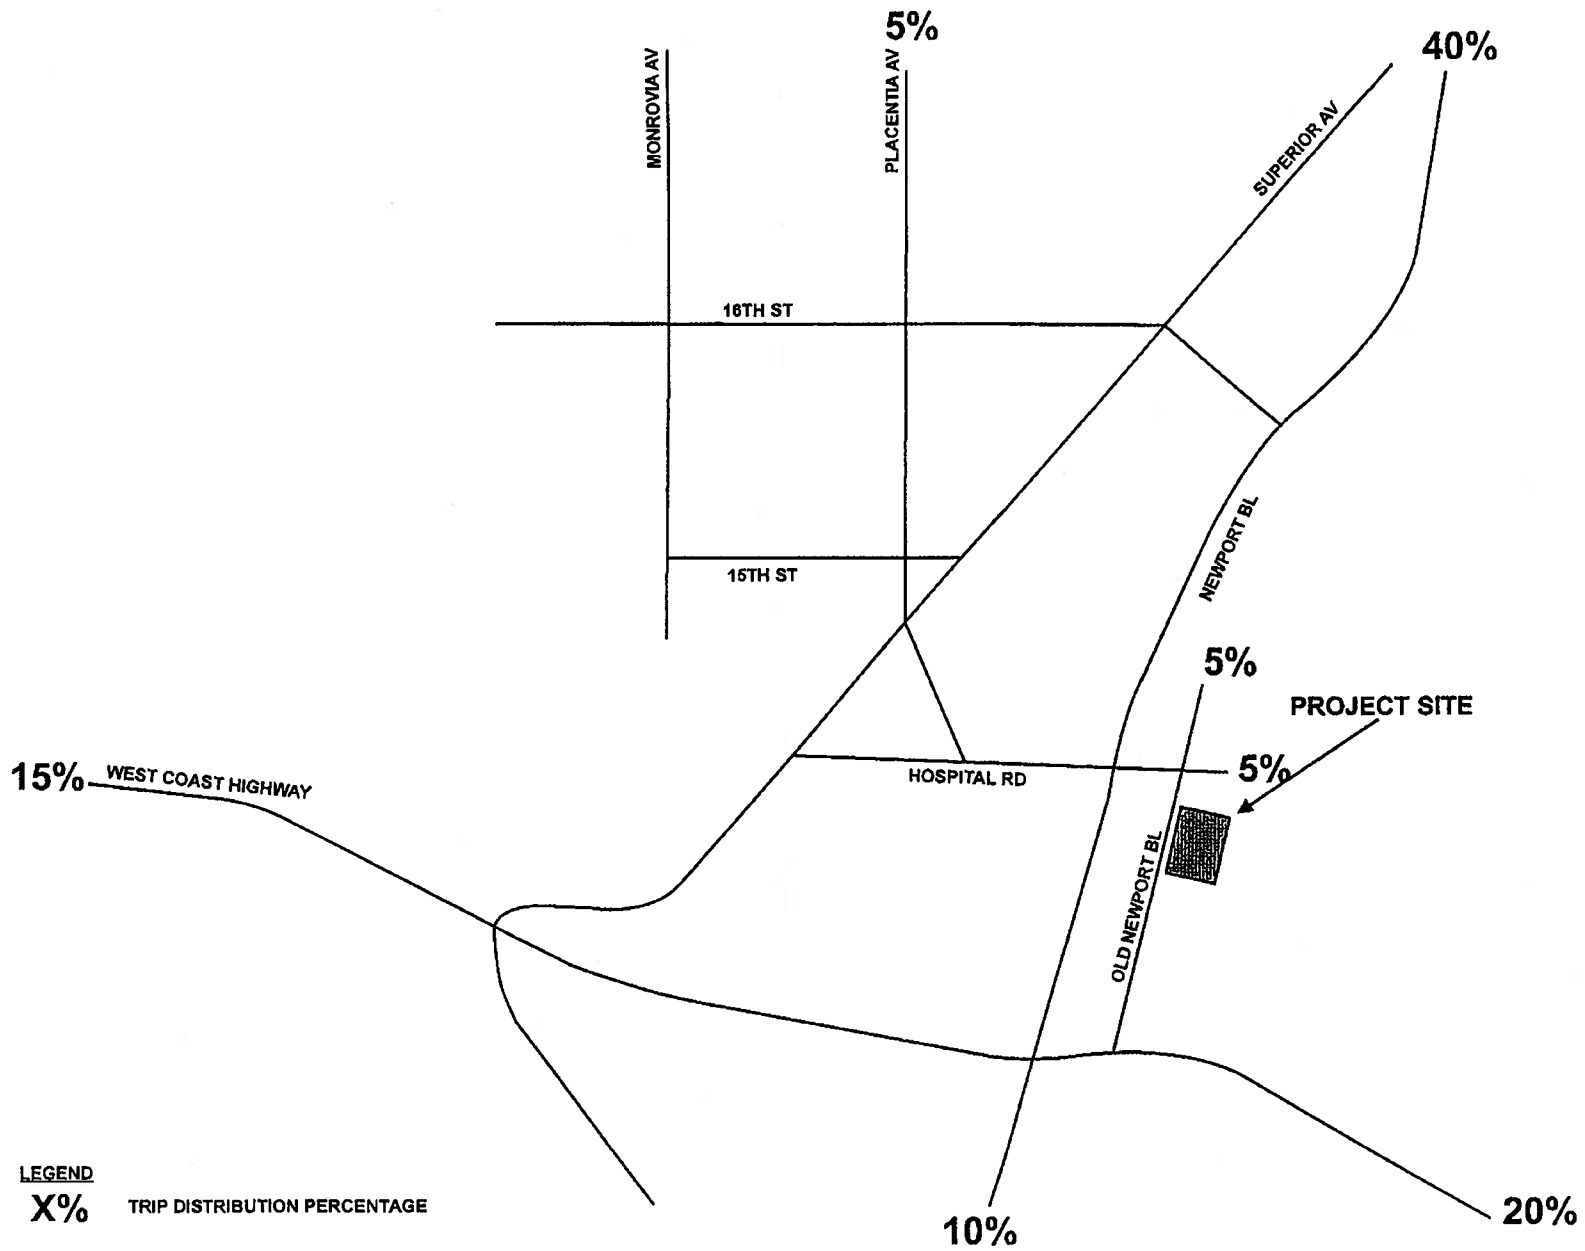 5%
40%
MONROVIA AV
PLACENTIA AV
SUPERIOR AV
16TH ST
NEWPORT BL
15TH ST
5%
PROJECT SITE
15%
WEST COAST HIGHWAY
HOSPITAL RD
5%
OLD NEWPORT BL
LEGEND
X% TRIP DISTRIBUTION PERCENTAGE
10%
20%